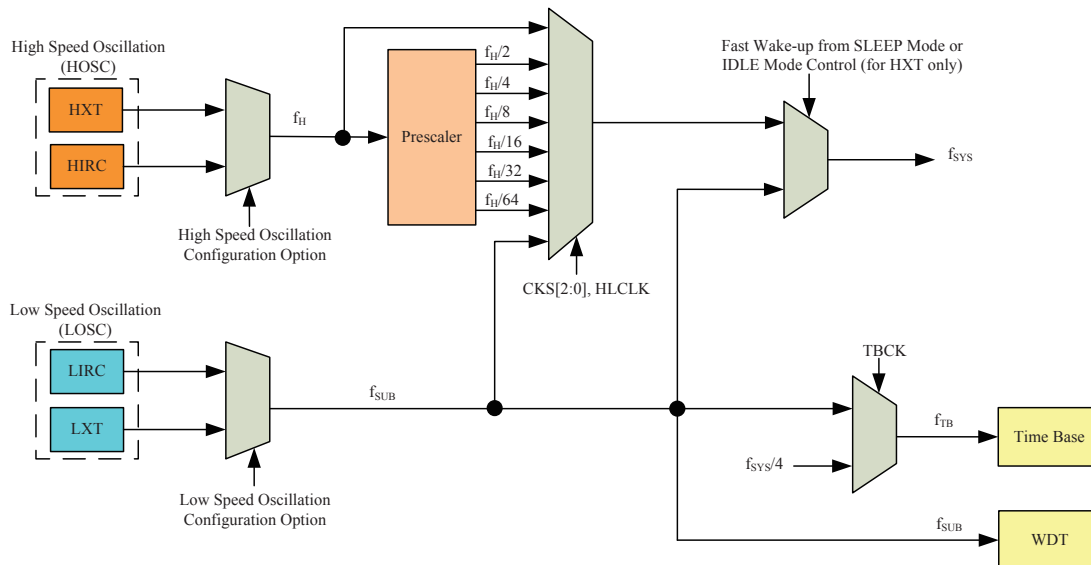 High Speed Oscillation
(HOSC)
HXT
HIRC
fH
High Speed Oscillation
Configuration Option
Prescaler
fH/2
fH/4
fH/8
fH/16
fH/32
fH/64
CKS[2:0], HLCLK
Fast Wake-up from SLEEP Mode or
IDLE Mode Control (for HXT only)
fSYS
Low Speed Oscillation
(LOSC)
LIRC
LXT
fSUB
Low Speed Oscillation
Configuration Option
TBCK
fSYS/4
fTB
Time Base
fSUB
WDT